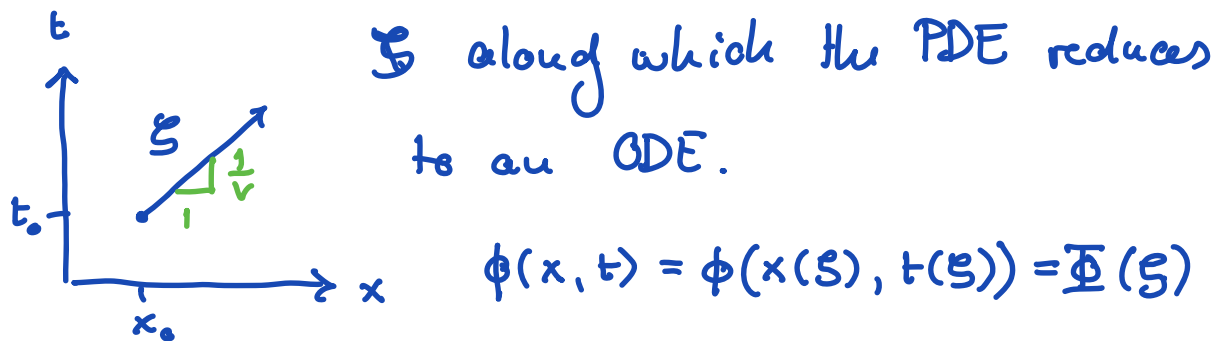 t
ξ along which the PDE reduces
ξ
1/v
1
to an ODE.
t₀
ϕ(x, t) = ϕ(x(ξ), t(ξ)) = Φ(ξ)
x
x₀